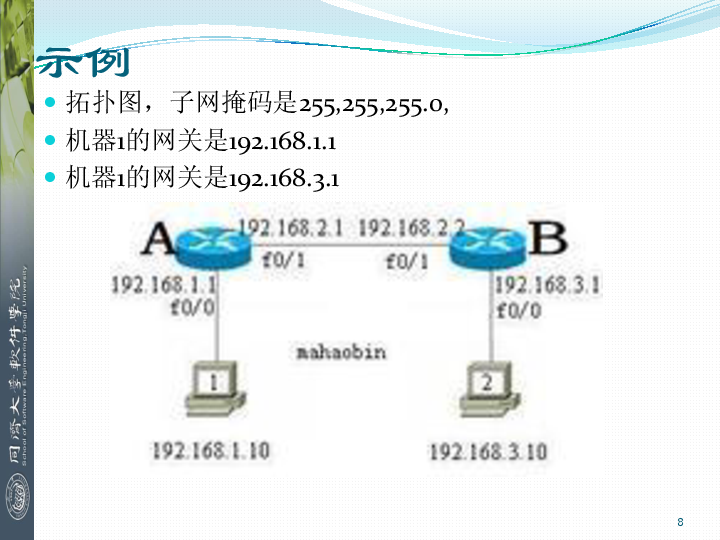 示例
拓扑图，子网掩码是255,255,255.0,
机器1的网关是192.168.1.1
机器1的网关是192.168.3.1
A
192.168.2.1 192.168.2.2
B
f0/1
f0/1
192.168.1.1
f0/0
192.168.3.1
f0/0
mahaobin
1
2
192.168.1.10
192.168.3.10
同濟大學軟件學院
School of Software Engineering, Tongji University
8